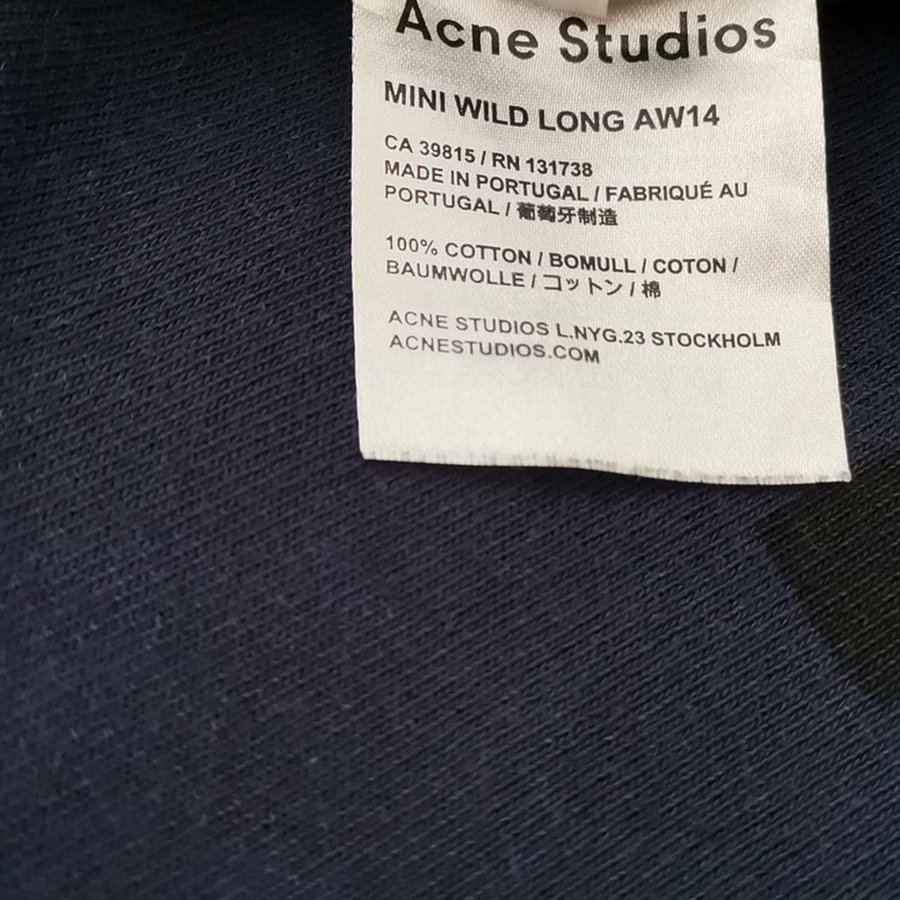 Acne Studios
MINI WILD LONG AW14
CA 39815 / RN 131738
MADE IN PORTUGAL / FABRIQUÉ AU
PORTUGAL / 葡萄牙制造
100% COTTON / BOMULL / COTON /
BAUMWOLLE / コットン / 棉
ACNE STUDIOS L.NYG.23 STOCKHOLM
ACNESTUDIOS.COM